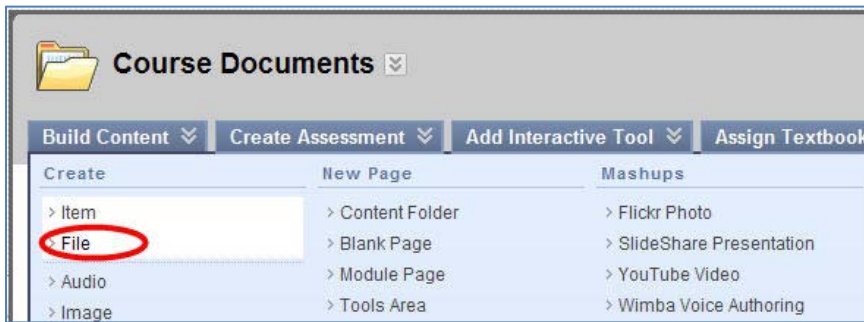 Course Documents
Build Content Create Assessment Add Interactive Tool Assign Textbook
Create New Page Mashups
> Item > Content Folder > Flickr Photo
> File > Blank Page > SlideShare Presentation
> Audio > Module Page > YouTube Video
> Image > Tools Area > Wimba Voice Authoring